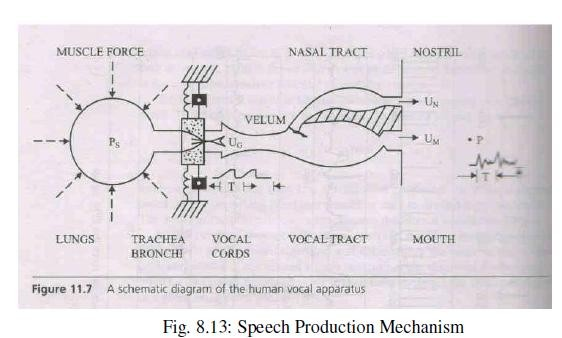 MUSCLE FORCE NASAL TRACT NOSTRIL
U_N
VELUM
P_S U_G U_M P
T T
LUNGS TRACHEA VOCAL VOCAL TRACT MOUTH
BRONCHI CORDS
Figure 11.7 A schematic diagram of the human vocal apparatus
Fig. 8.13: Speech Production Mechanism